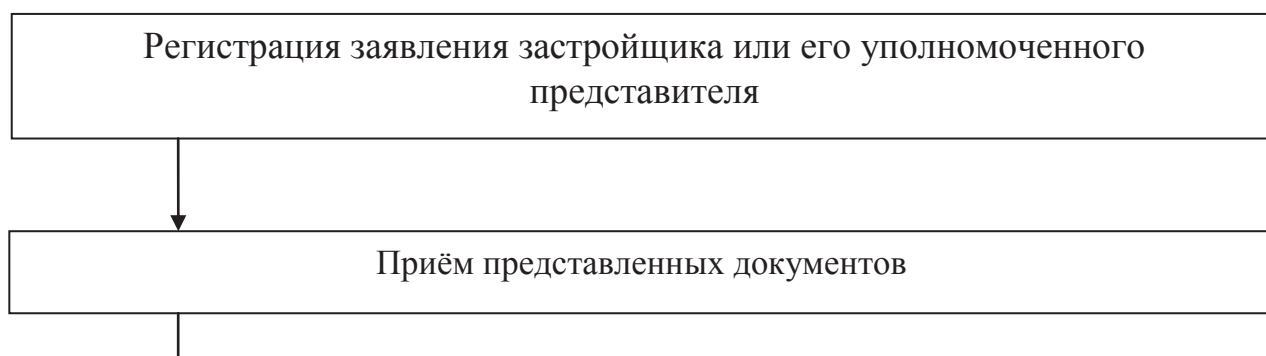 Регистрация заявления застройщика или его уполномоченного
представителя
Приём представленных документов